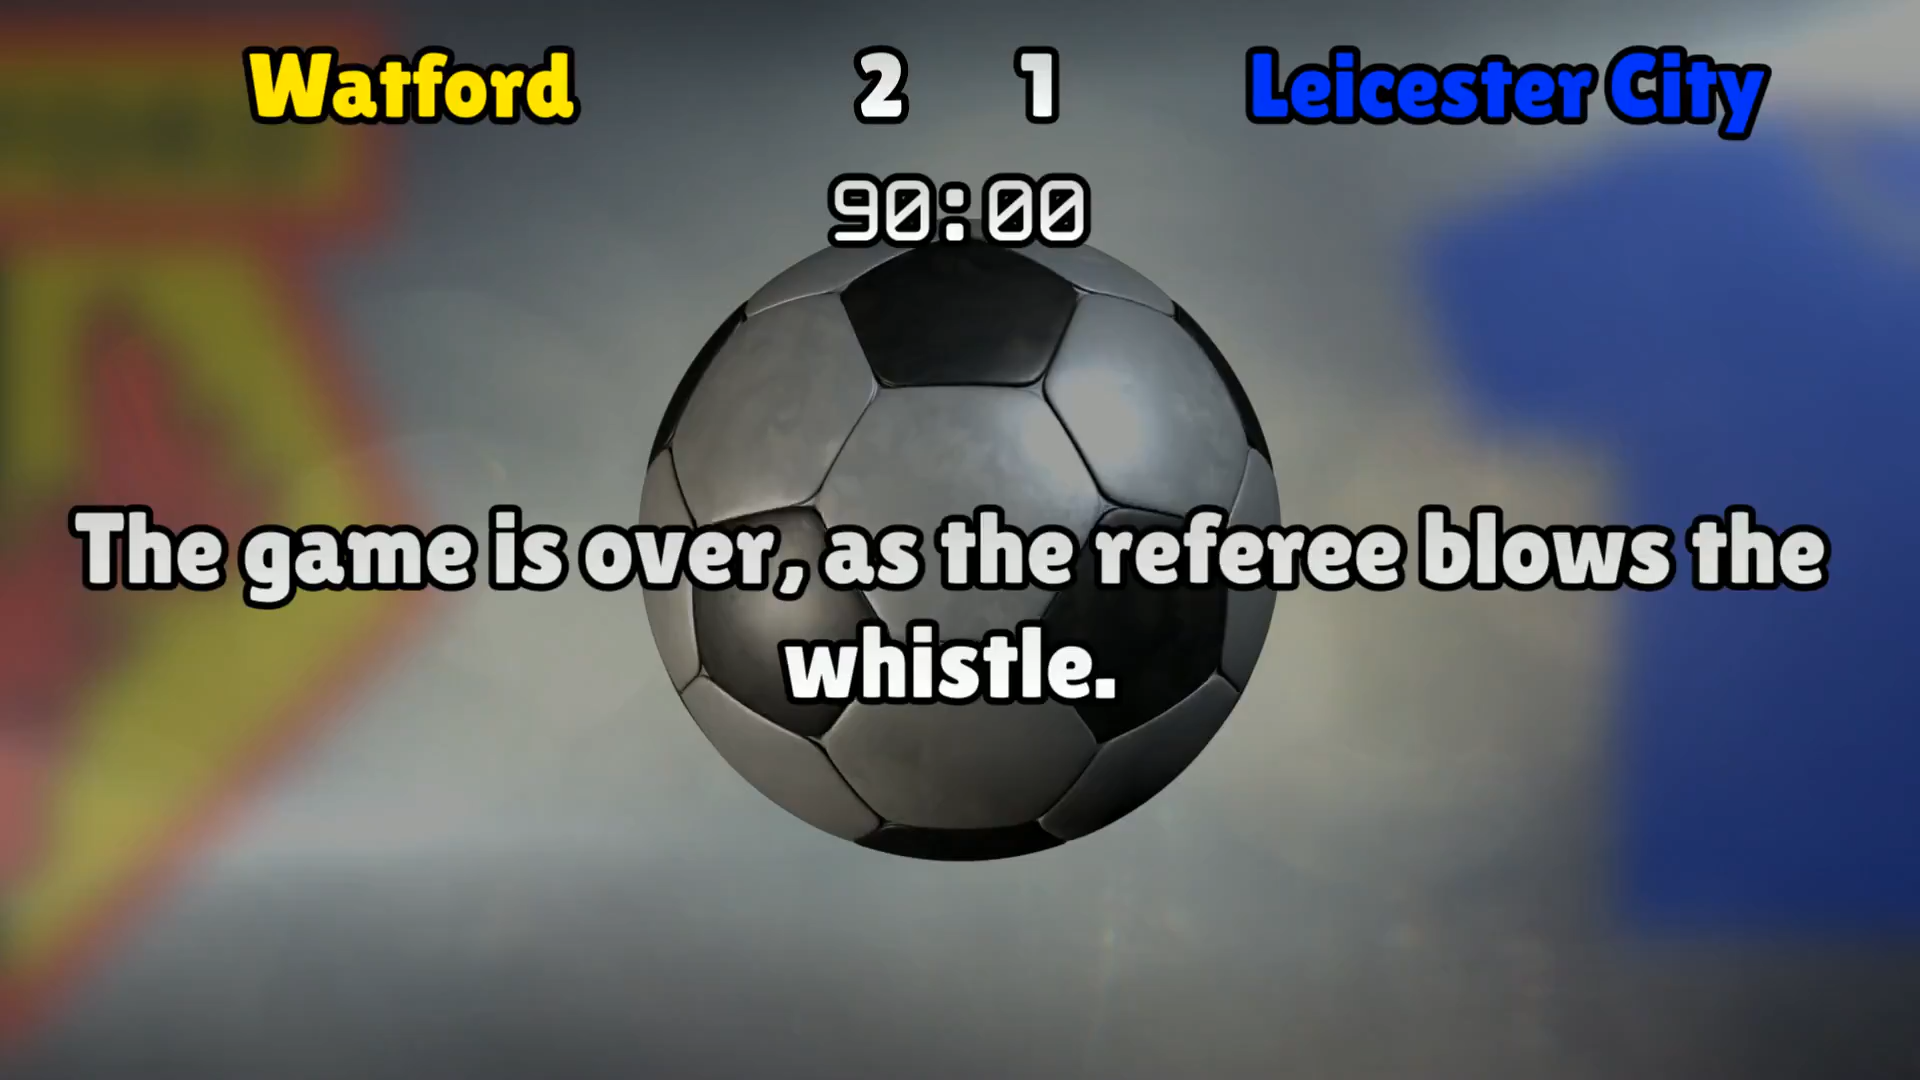 Watford 2 1 Leicester City
90:00
The game is over, as the referee blows the
whistle.